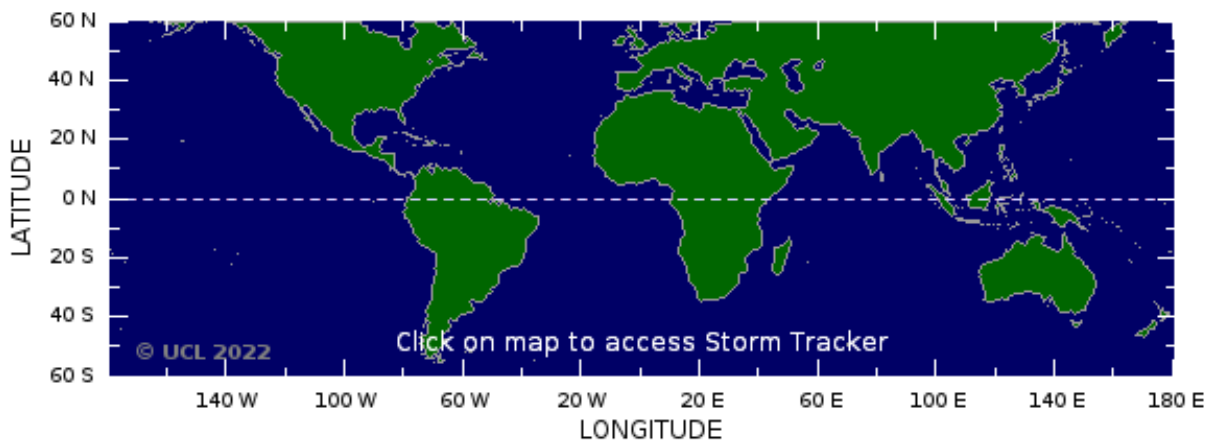 60 N
40 N
20 N
0 N
20 S
40 S
60 S
LATITUDE
Click on map to access Storm Tracker
© UCL 2022
140 W 100 W 60 W 20 W 20 E 60 E 100 E 140 E 180 E
LONGITUDE